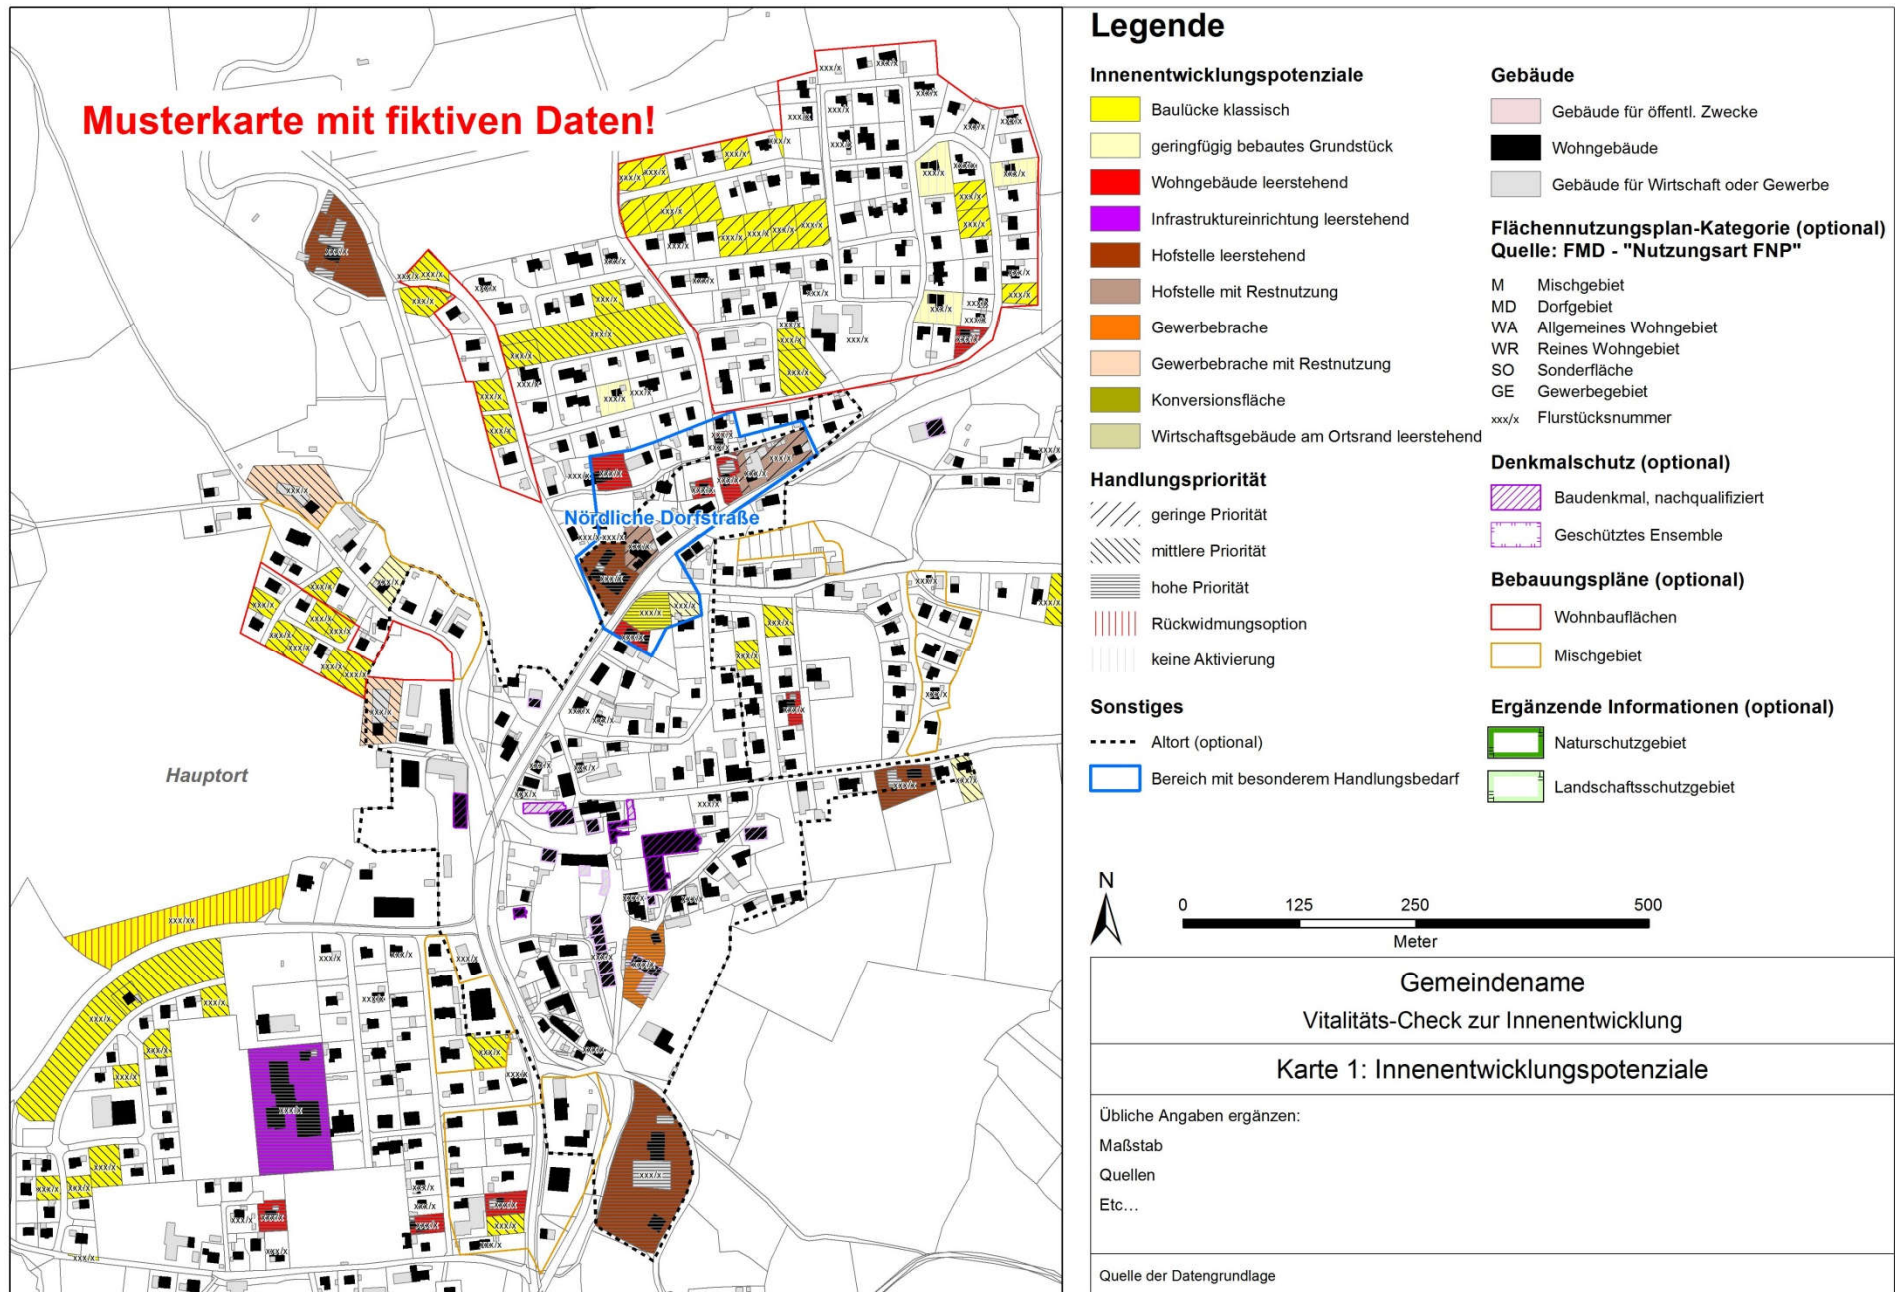 Musterkarte mit fiktiven Daten!
Nördliche Dorfstraße
Hauptort
Legende
Innenentwicklungspotenziale
Baulücke klassisch
geringfügig bebautes Grundstück
Wohngebäude leerstehend
Infrastruktureinrichtung leerstehend
Hofstelle leerstehend
Hofstelle mit Restnutzung
Gewerbebrache
Gewerbebrache mit Restnutzung
Konversionsfläche
Wirtschaftsgebäude am Ortsrand leerstehend
Handlungspriorität
geringe Priorität
mittlere Priorität
hohe Priorität
Rückwidmungsoption
keine Aktivierung
Sonstiges
Altort (optional)
Bereich mit besonderem Handlungsbedarf
Gebäude
Gebäude für öffentl. Zwecke
Wohngebäude
Gebäude für Wirtschaft oder Gewerbe
Flächennutzungsplan-Kategorie (optional)
Quelle: FMD - "Nutzungsart FNP"
M Mischgebiet
MD Dorfgebiet
WA Allgemeines Wohngebiet
WR Reines Wohngebiet
SO Sonderfläche
GE Gewerbegebiet
xxx/x Flurstücksnummer
Denkmalschutz (optional)
Baudenkmal, nachqualifiziert
Geschütztes Ensemble
Bebauungspläne (optional)
Wohnbauflächen
Mischgebiet
Ergänzende Informationen (optional)
Naturschutzgebiet
Landschaftsschutzgebiet
N
0 125 250 500
Meter
Gemeindename
Vitalitäts-Check zur Innenentwicklung
Karte 1: Innenentwicklungspotenziale
Übliche Angaben ergänzen:
Maßstab
Quellen
Etc...
Quelle der Datengrundlage